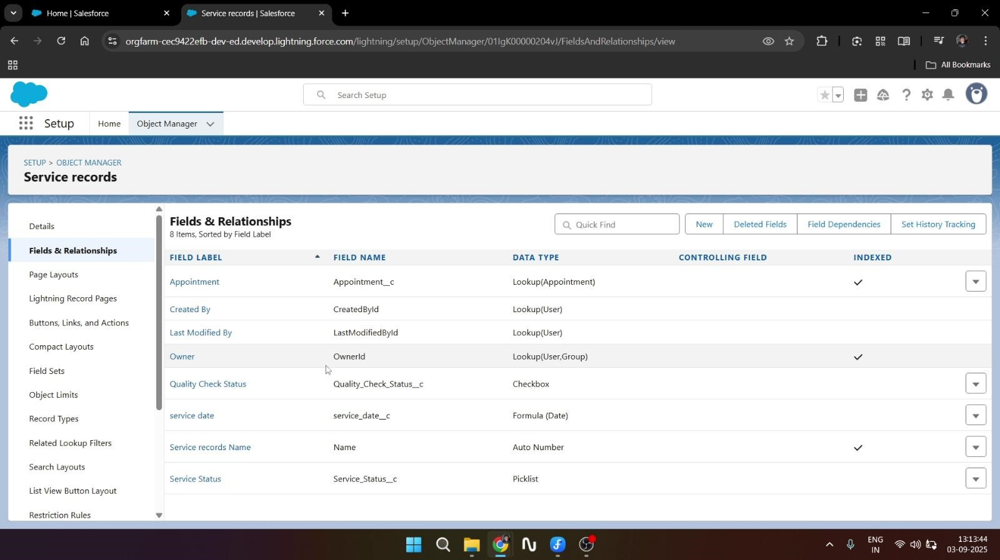 Home | Salesforce
Service records | Salesforce
orgfarm-cec9422efb-dev-ed.develop.lightning.force.com/lightning/setup/ObjectManager/01IgK00000204vJ/FieldsAndRelationships/view
All Bookmarks
Search Setup
Setup
Home
Object Manager
SETUP > OBJECT MANAGER
Service records
Details
Fields & Relationships
Page Layouts
Lightning Record Pages
Buttons, Links, and Actions
Compact Layouts
Field Sets
Object Limits
Record Types
Related Lookup Filters
Search Layouts
List View Button Layout
Restriction Rules
Fields & Relationships
8 Items, Sorted by Field Label
Quick Find
New
Deleted Fields
Field Dependencies
Set History Tracking
FIELD LABEL FIELD NAME DATA TYPE CONTROLLING FIELD INDEXED
Appointment Appointment__c Lookup(Appointment)
Created By CreatedById Lookup(User)
Last Modified By LastModifiedById Lookup(User)
Owner OwnerId Lookup(User,Group)
Quality Check Status Quality_Check_Status__c Checkbox
service date service_date__c Formula (Date)
Service records Name Name Auto Number
Service Status Service_Status__c Picklist
ENG
IN
13:13:44
03-09-2025